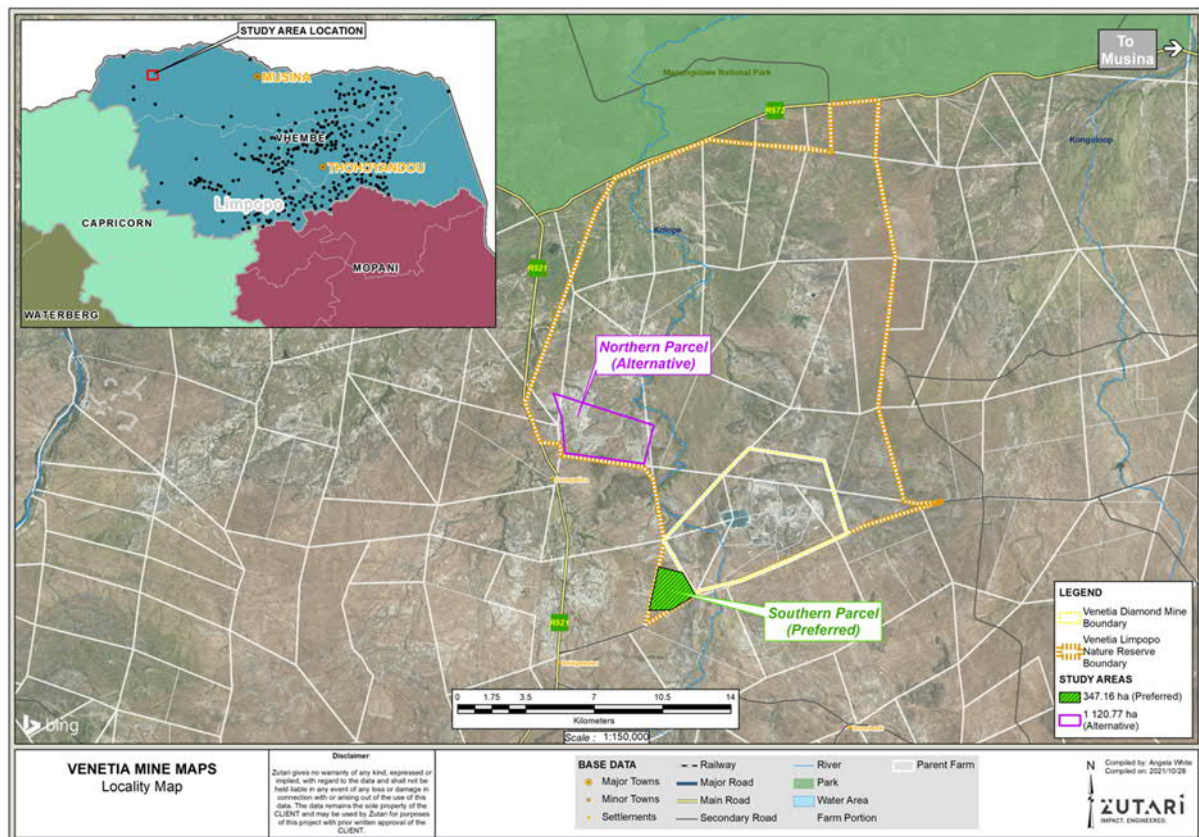 STUDY AREA LOCATION
MUSINA
VHEMBE
THOHOYANDOU
Limpopo
CAPRICORN
MOPANI
WATERBERG
To
Musina
Mapungubwe National Park
R572
Kongoloop
Kolope
R521
Northern Parcel
(Alternative)
Southern Parcel
(Preferred)
R521
LEGEND
Venetia Diamond Mine
Boundary
Venetia Limpopo
Nature Reserve
Boundary
STUDY AREAS
347.16 ha (Preferred)
1 120.77 ha
(Alternative)
0 1.75 3.5 7 10.5 14
Kilometers
Scale : 1:150,000
bing
VENETIA MINE MAPS
Locality Map
Disclaimer:
Zutari gives no warranty of any kind, expressed or
implied, with regard to the data and shall not be
held liable in any event of any loss or damage in
connection with or arising out of the use of this
data. The data remains the sole property of the
CLIENT and may be used by Zutari for purposes
of this project with prior written approval of the
CLIENT.
BASE DATA
Major Towns
Minor Towns
Settlements
Railway
Major Road
Main Road
Secondary Road
River
Park
Water Area
Farm Portion
Parent Farm
N
Compiled by: Angela White
Compiled on: 2021/10/28
ZUTARI
IMPACT. ENGINEERED.